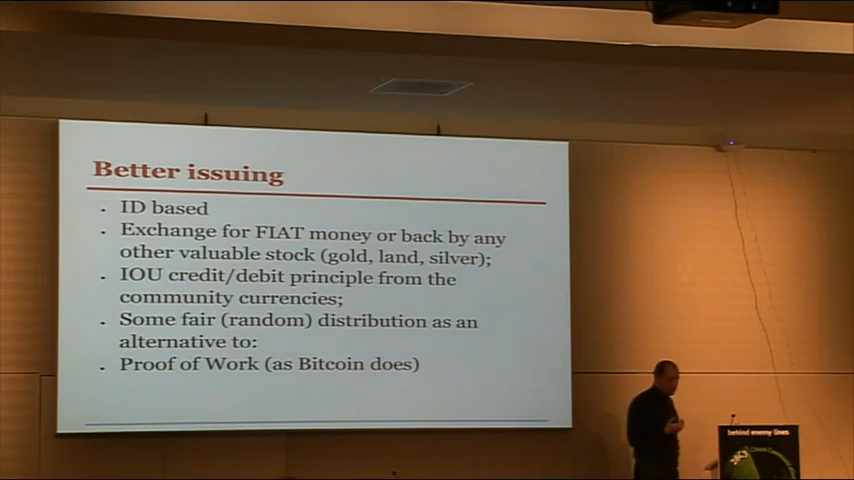 Better issuing
. ID based
. Exchange for FIAT money or back by any
other valuable stock (gold, land, silver);
. IOU credit/debit principle from the
community currencies;
. Some fair (random) distribution as an
alternative to:
. Proof of Work (as Bitcoin does)
behind enemy lines